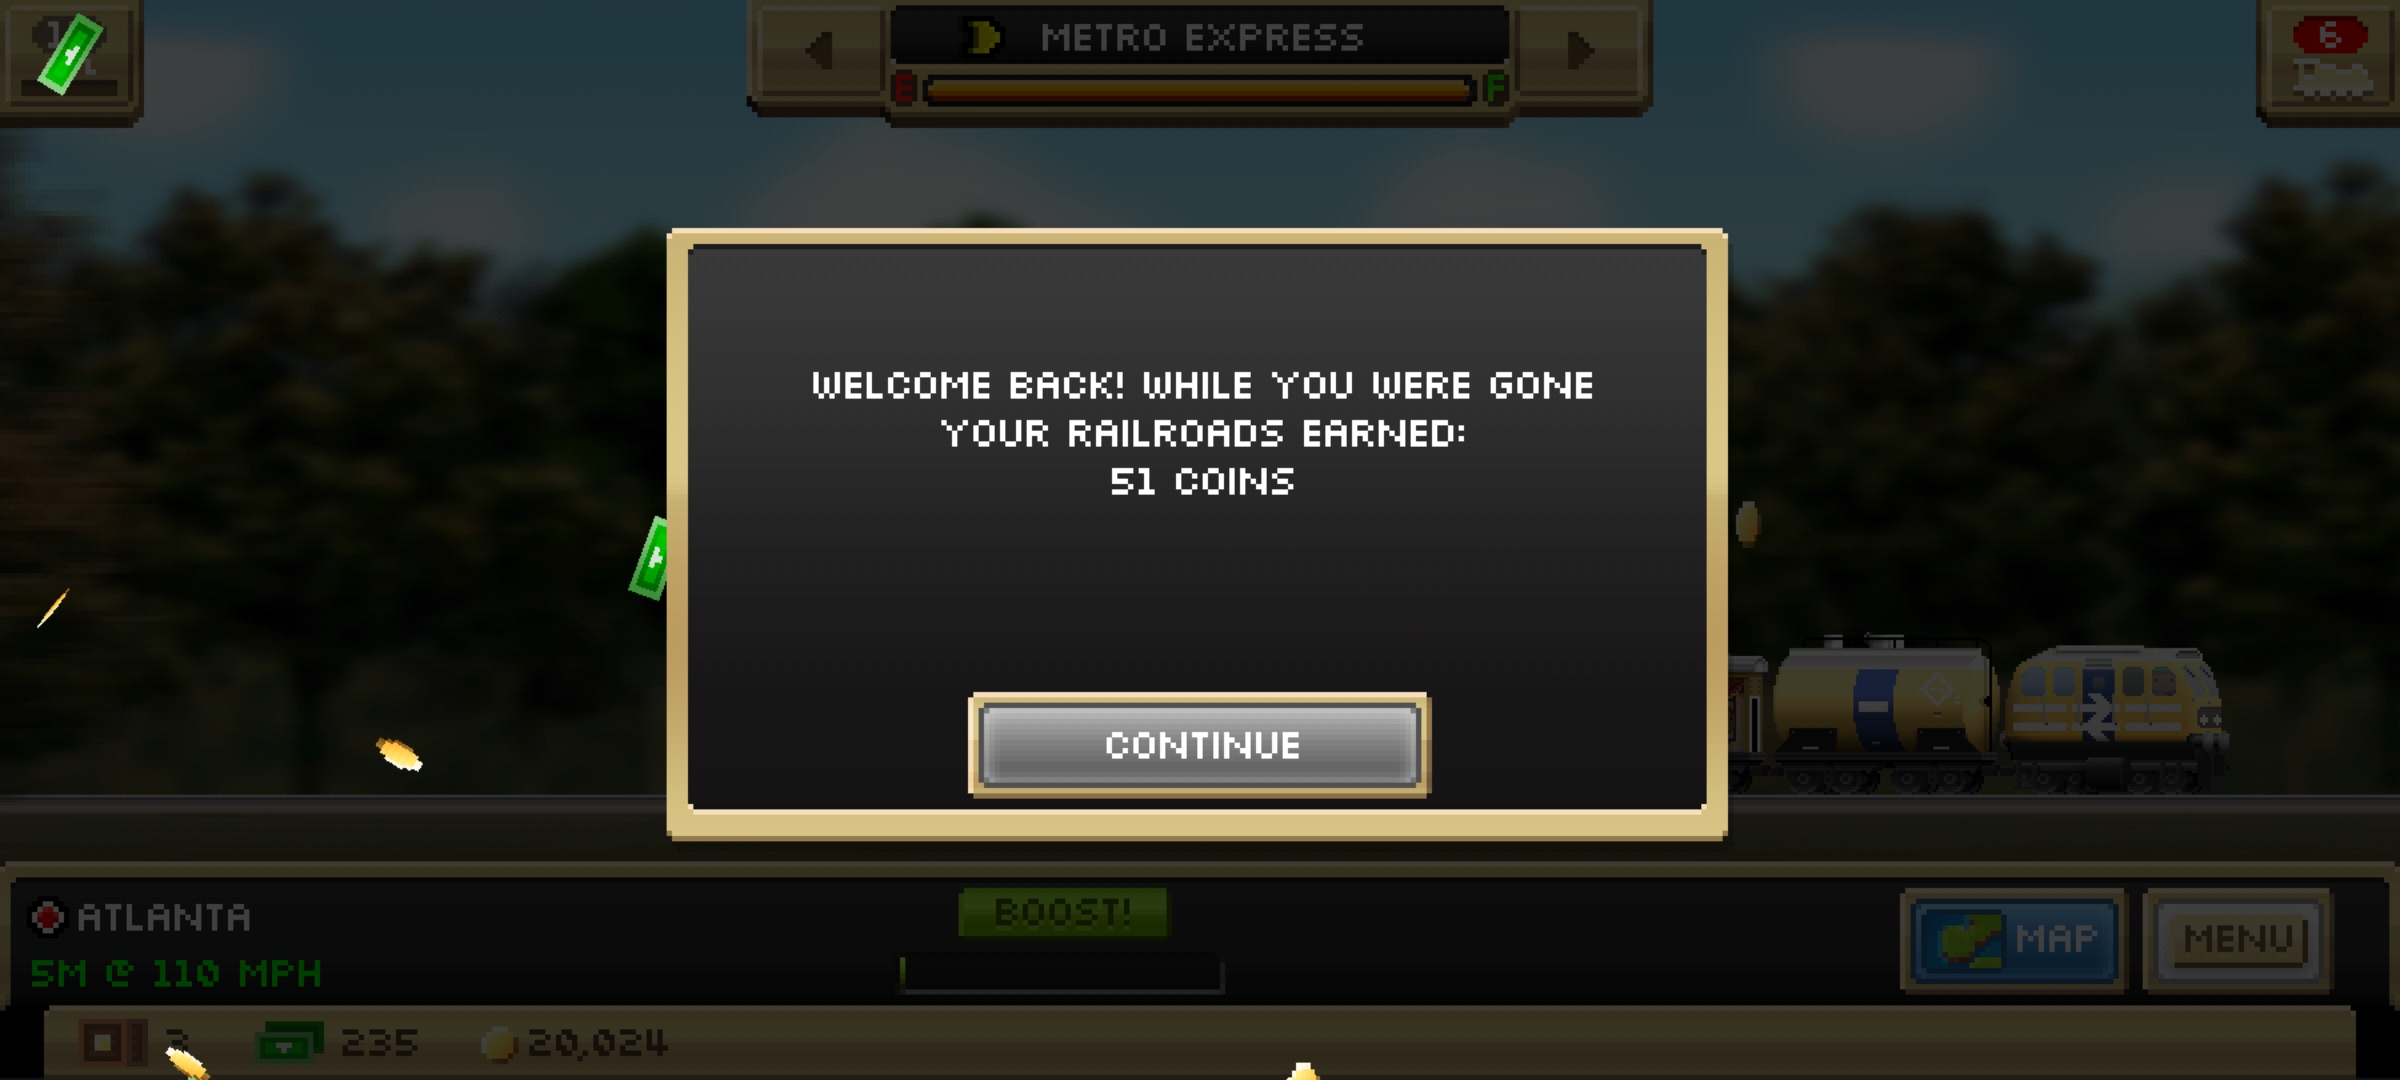 METRO EXPRESS
E F
6
WELCOME BACK! WHILE YOU WERE GONE
YOUR RAILROADS EARNED:
51 COINS
CONTINUE
ATLANTA
5M @ 110 MPH
BOOST!
MAP
MENU
3 235 20,024